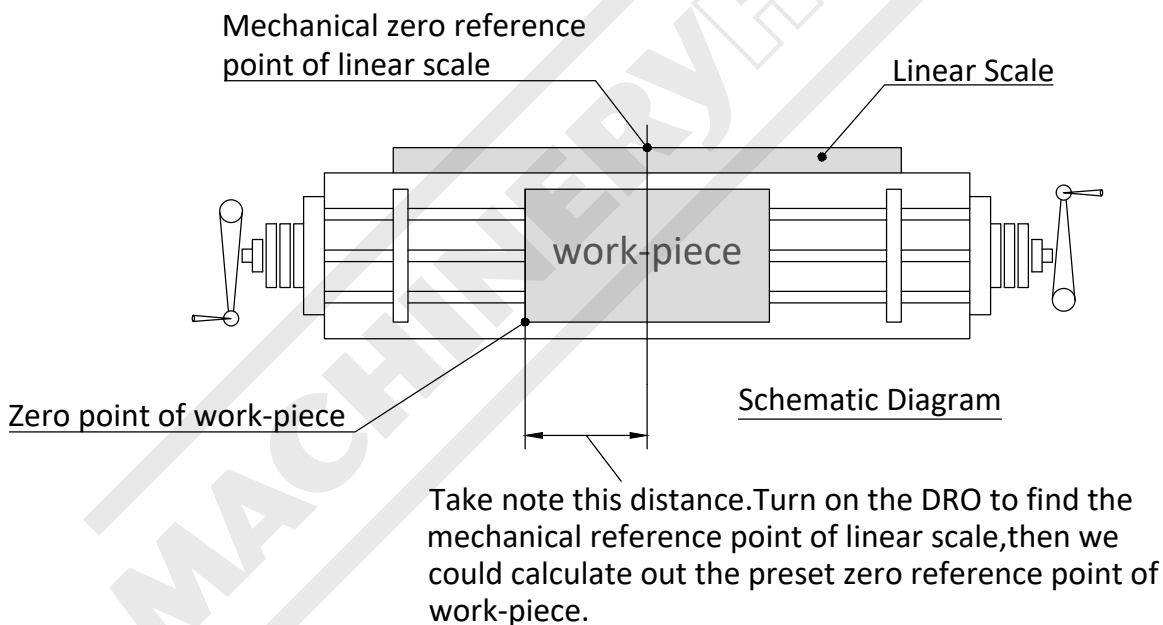 Mechanical zero reference
point of linear scale
Linear Scale
work-piece
Zero point of work-piece
Schematic Diagram
Take note this distance.Turn on the DRO to find the
mechanical reference point of linear scale,then we
could calculate out the preset zero reference point of
work-piece.
MACHINERY